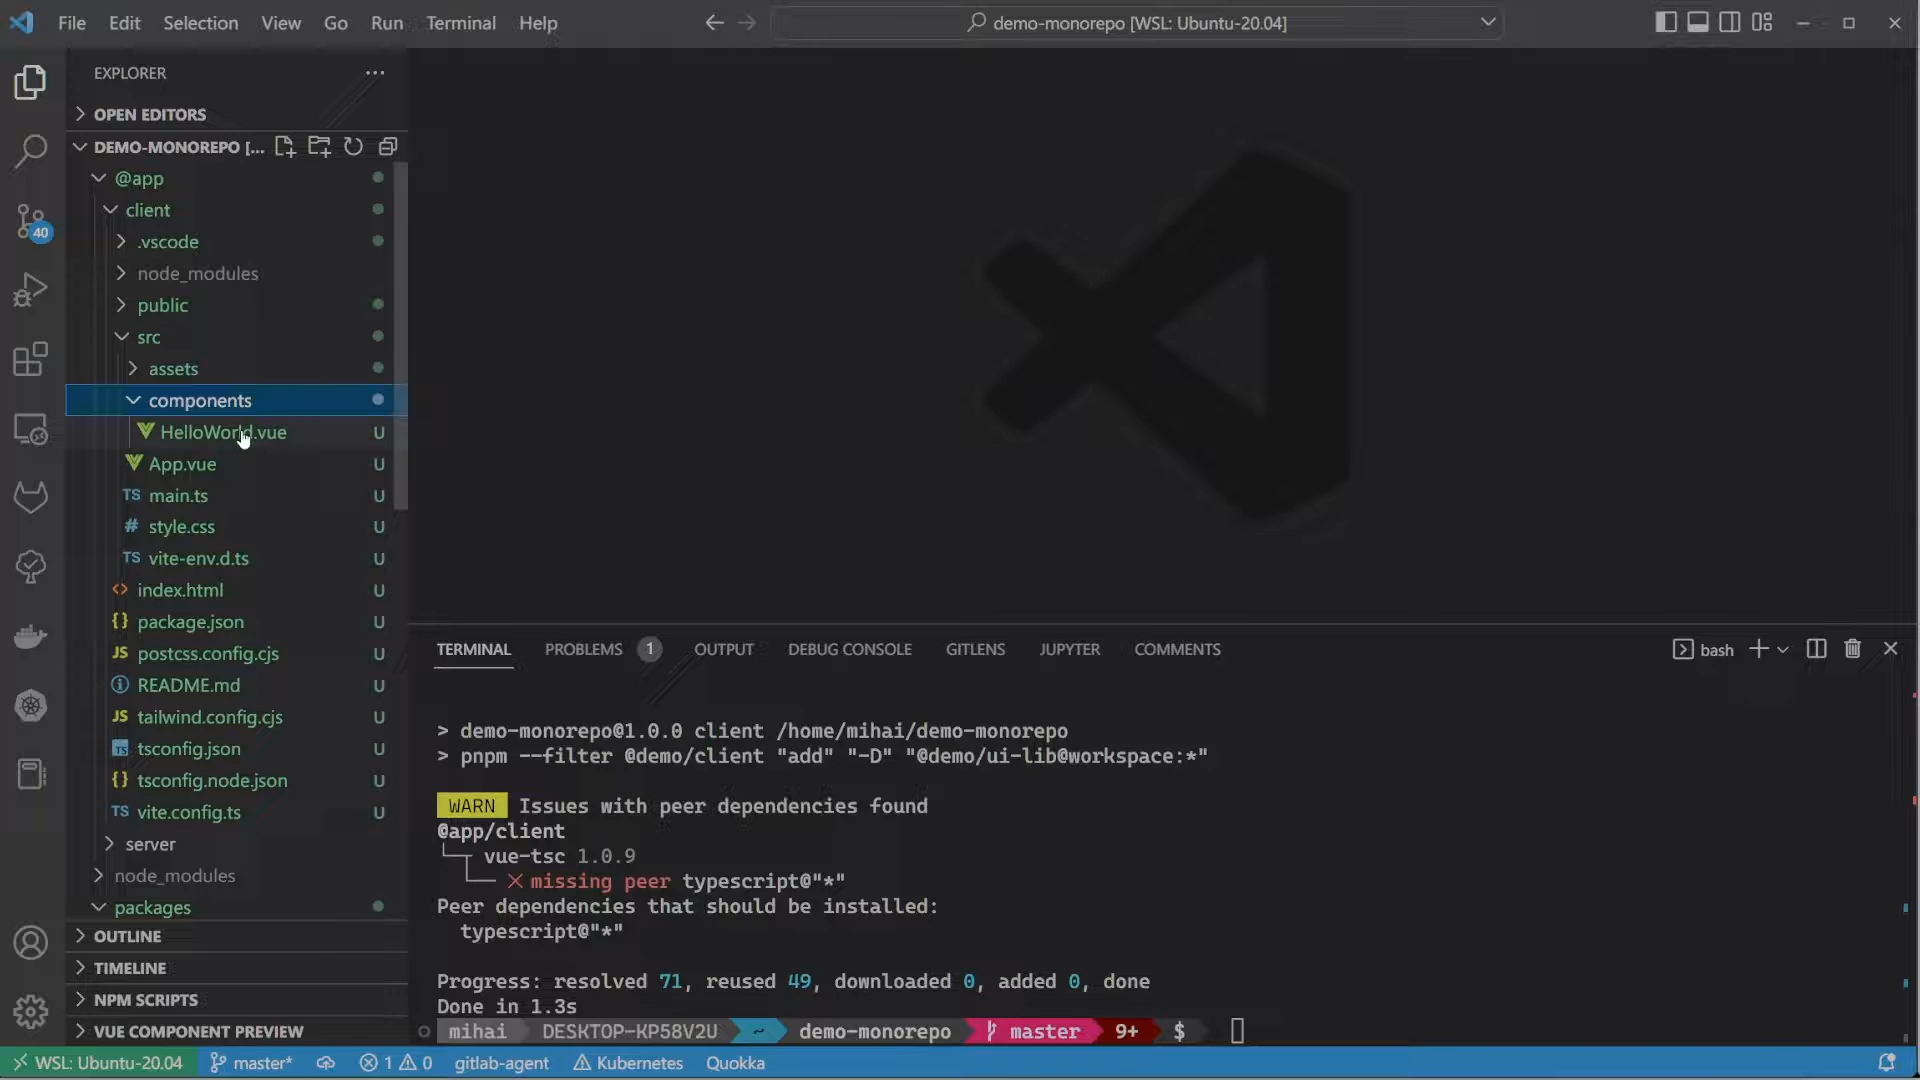 File Edit Selection View Go Run Terminal Help
demo-monorepo [WSL: Ubuntu-20.04]
EXPLORER
OPEN EDITORS
DEMO-MONOREPO [...
@app
client
.vscode
node_modules
public
src
assets
components
HelloWorld.vue U
App.vue U
TS main.ts U
# style.css U
TS vite-env.d.ts U
<> index.html U
{} package.json U
JS postcss.config.cjs U
README.md U
JS tailwind.config.cjs U
TS tsconfig.json U
{} tsconfig.node.json U
TS vite.config.ts U
server
node_modules
packages
OUTLINE
TIMELINE
NPM SCRIPTS
VUE COMPONENT PREVIEW
40
TERMINAL PROBLEMS 1 OUTPUT DEBUG CONSOLE GITLENS JUPYTER COMMENTS
bash
> demo-monorepo@1.0.0 client /home/mihai/demo-monorepo
> pnpm --filter @demo/client "add" "-D" "@demo/ui-lib@workspace:*"
WARN Issues with peer dependencies found
@app/client
└─┬ vue-tsc 1.0.9
└── ✕ missing peer typescript@"*"
Peer dependencies that should be installed:
typescript@"*"
Progress: resolved 71, reused 49, downloaded 0, added 0, done
Done in 1.3s
mihai DESKTOP-KP58V2U ~ demo-monorepo master 9+ $
WSL: Ubuntu-20.04 master* 1 0 gitlab-agent Kubernetes Quokka